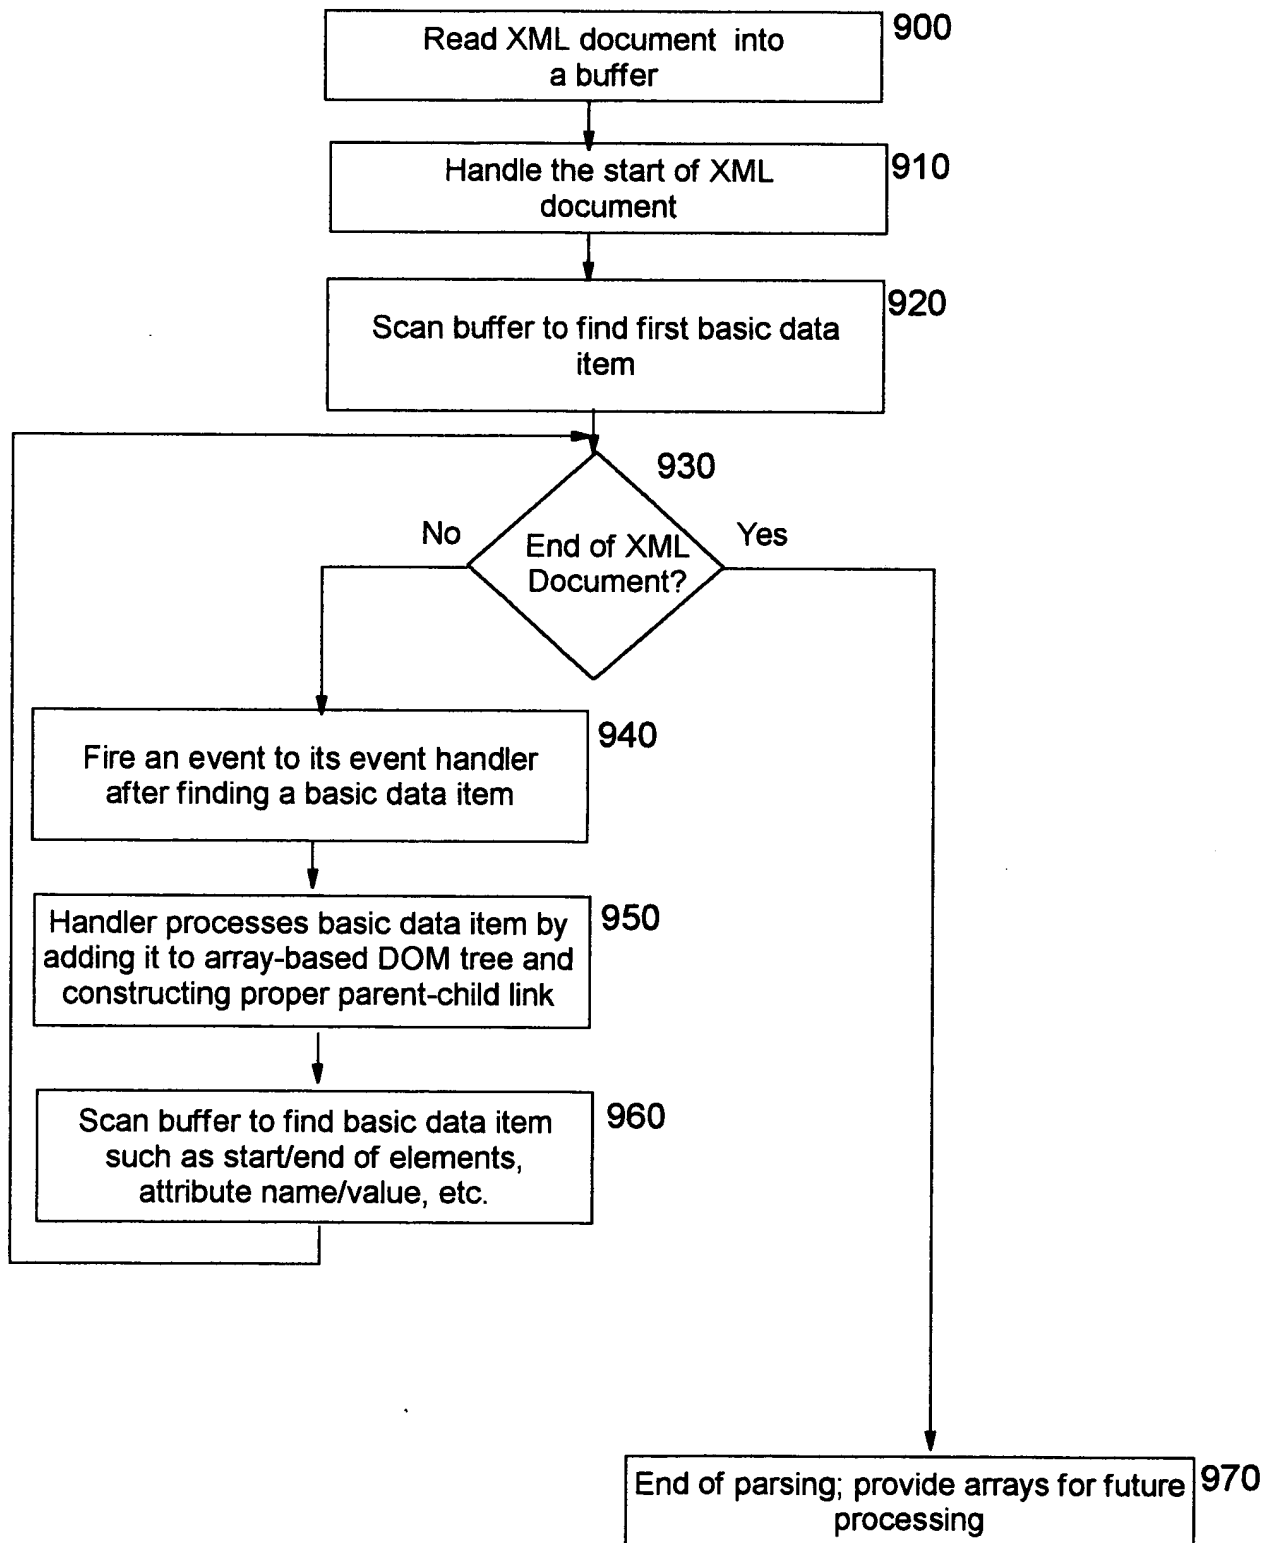 Read XML document into
a buffer
900
Handle the start of XML
document
910
Scan buffer to find first basic data
item
920
930
No
End of XML
Document?
Yes
Fire an event to its event handler
after finding a basic data item
940
Handler processes basic data item by
adding it to array-based DOM tree and
constructing proper parent-child link
950
Scan buffer to find basic data item
such as start/end of elements,
attribute name/value, etc.
960
End of parsing; provide arrays for future
processing
970